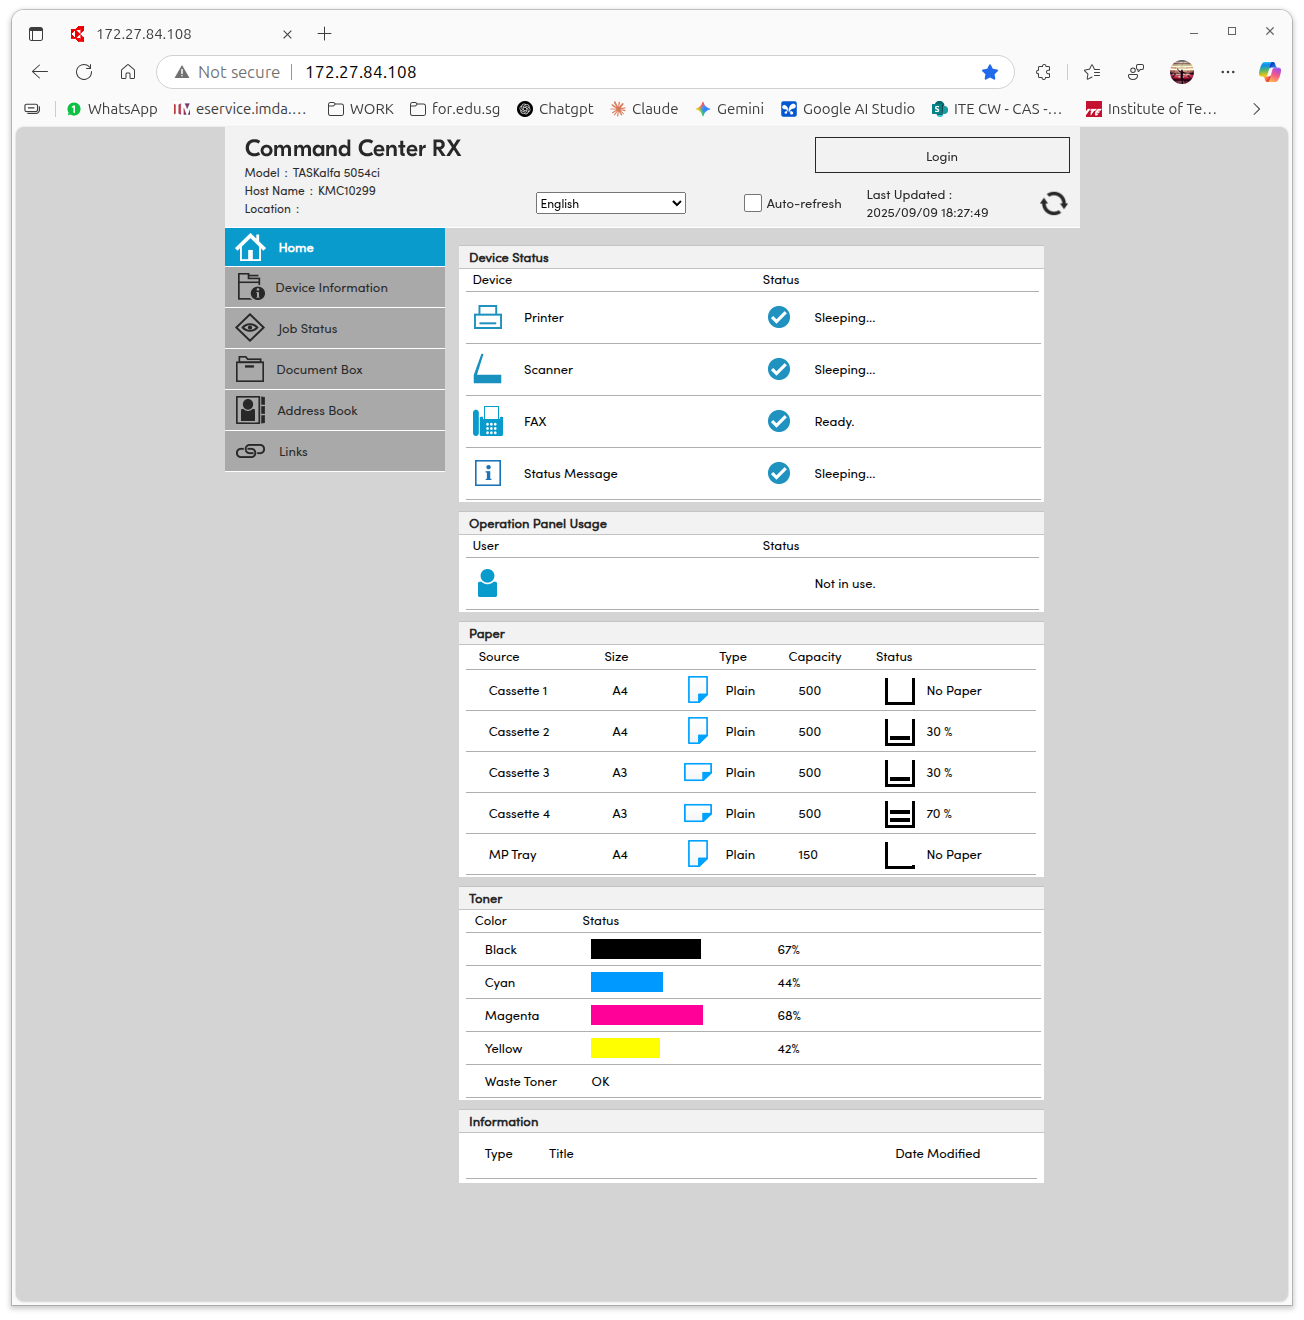 172.27.84.108
Not secure 172.27.84.108
WhatsApp eservice.imda.... WORK for.edu.sg Chatgpt Claude Gemini Google AI Studio ITE CW - CAS -... Institute of Te...
Command Center RX
Login
Model : TASKalfa 5054ci
Host Name : KMC10299
Location :
English
Auto-refresh
Last Updated :
2025/09/09 18:27:49
Home
Device Information
Job Status
Document Box
Address Book
Links
Device Status
Device Status
Printer Sleeping...
Scanner Sleeping...
FAX Ready.
Status Message Sleeping...
Operation Panel Usage
User Status
Not in use.
Paper
Source Size Type Capacity Status
Cassette 1 A4 Plain 500 No Paper
Cassette 2 A4 Plain 500 30 %
Cassette 3 A3 Plain 500 30 %
Cassette 4 A3 Plain 500 70 %
MP Tray A4 Plain 150 No Paper
Toner
Color Status
Black 67%
Cyan 44%
Magenta 68%
Yellow 42%
Waste Toner OK
Information
Type Title Date Modified